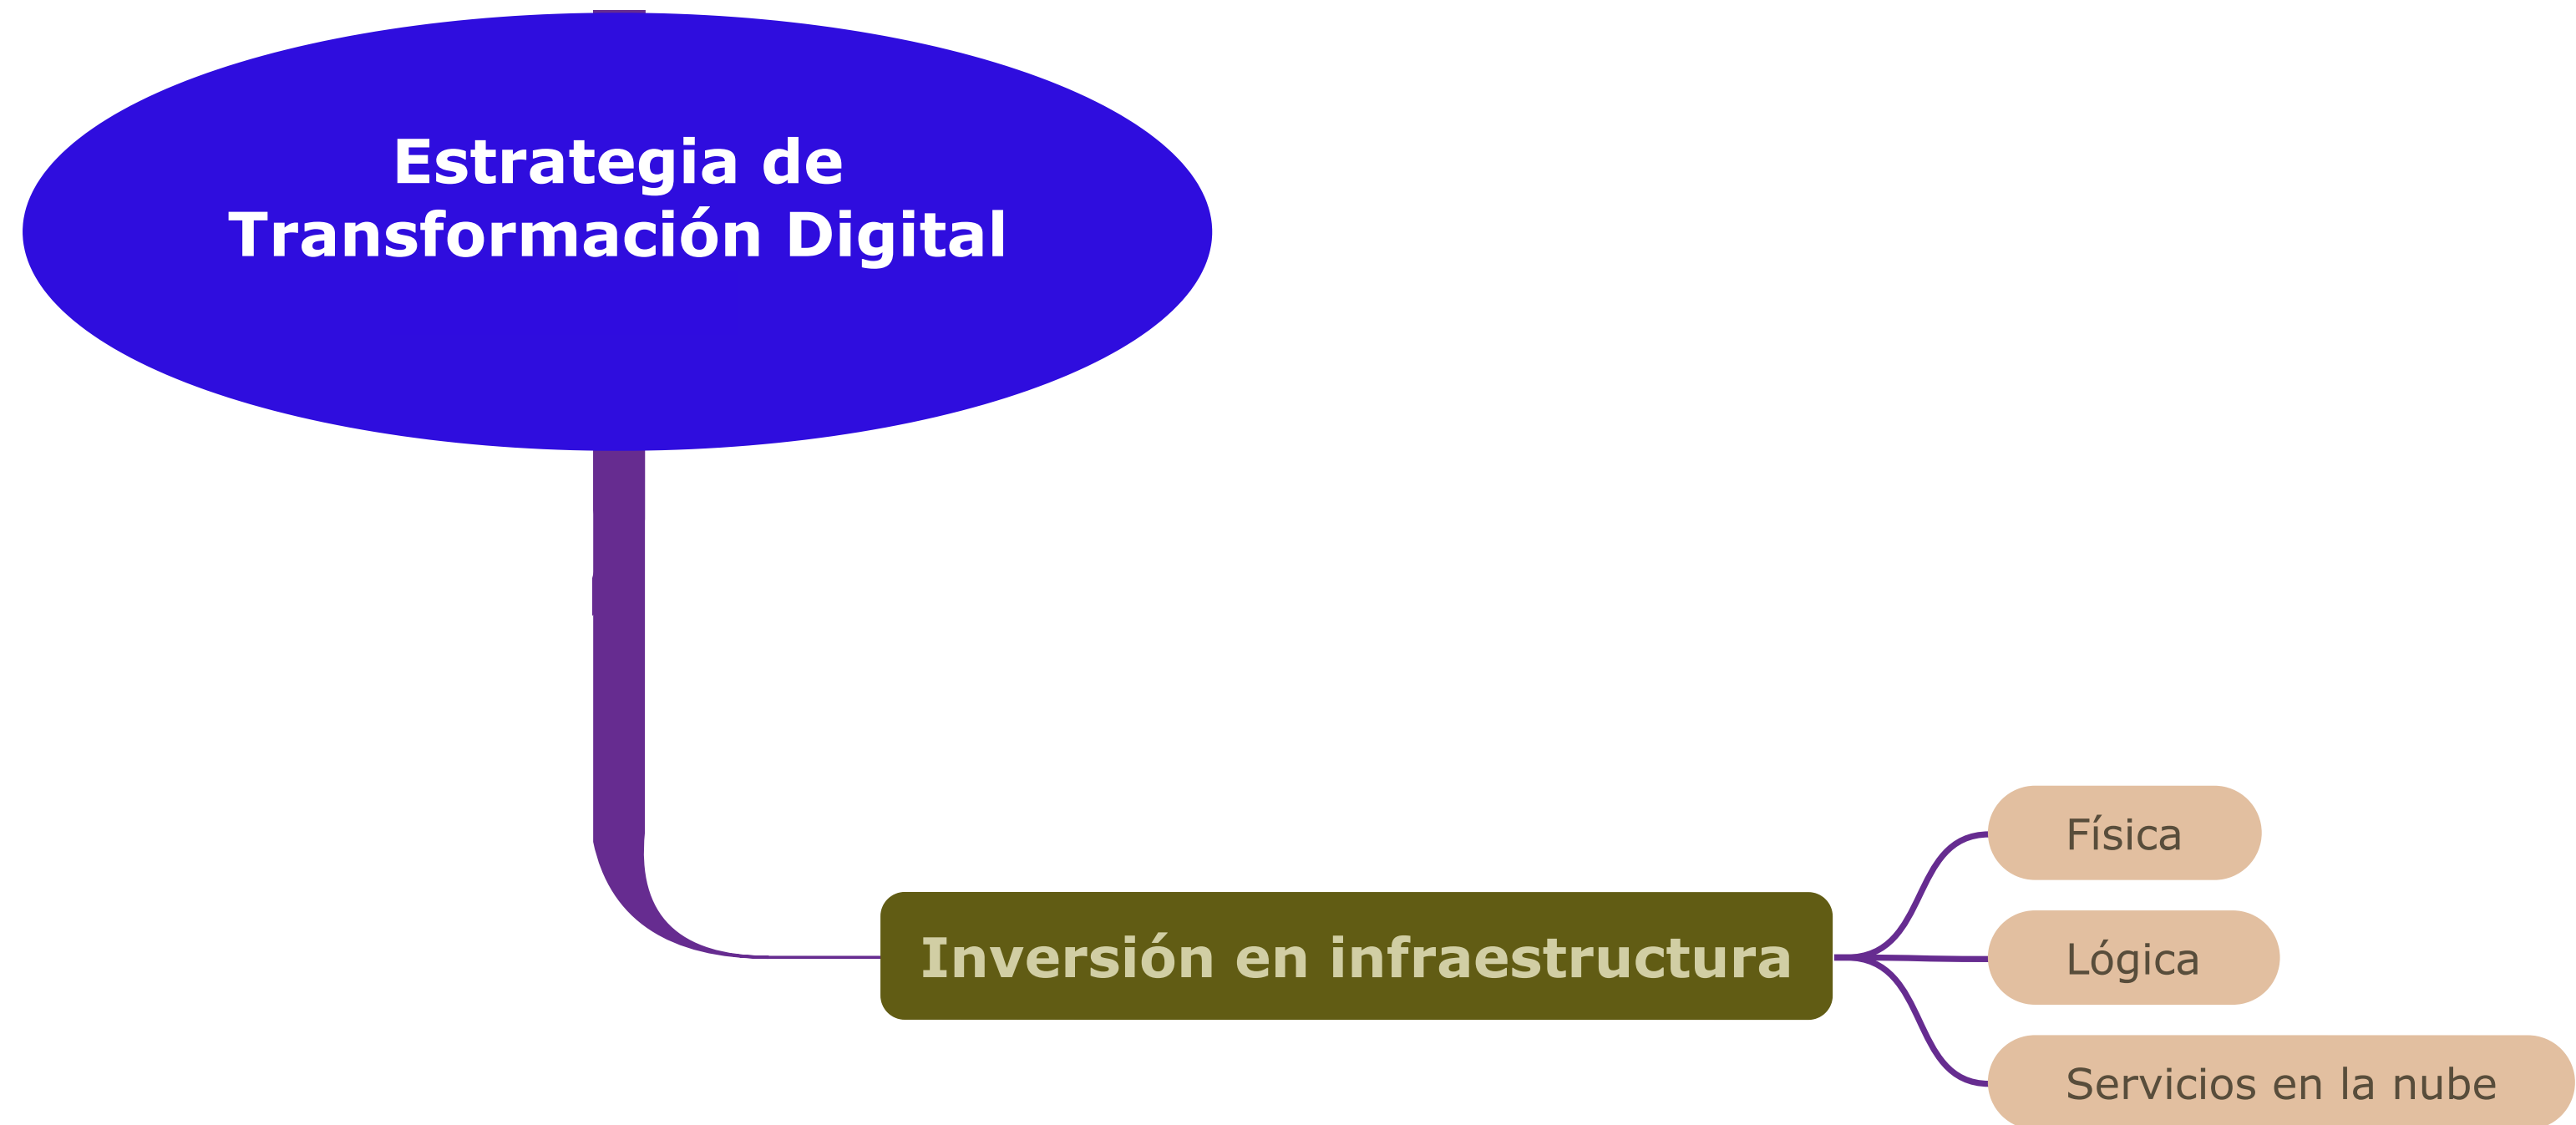 Estrategia de
Transformación Digital
Inversión en infraestructura
Física
Lógica
Servicios en la nube